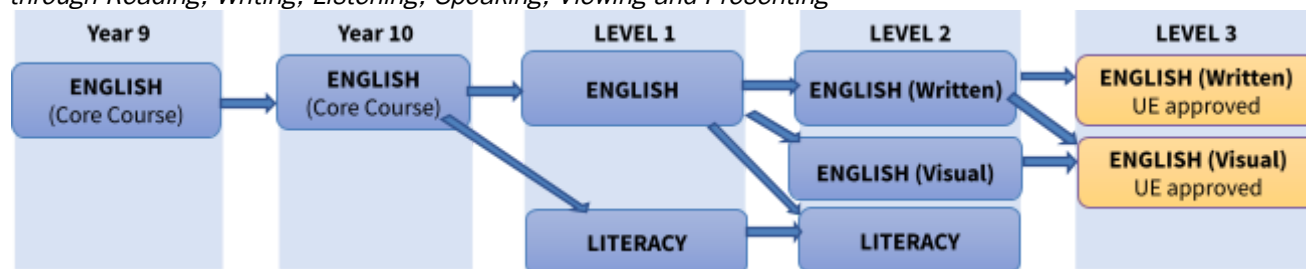 through Reading, Writing, Listening, Speaking, Viewing and Presenting
Year 9
Year 10
LEVEL 1
LEVEL 2
LEVEL 3
ENGLISH
(Core Course)
ENGLISH
(Core Course)
ENGLISH
ENGLISH (Written)
ENGLISH (Written)
UE approved
ENGLISH (Visual)
ENGLISH (Visual)
UE approved
LITERACY
LITERACY